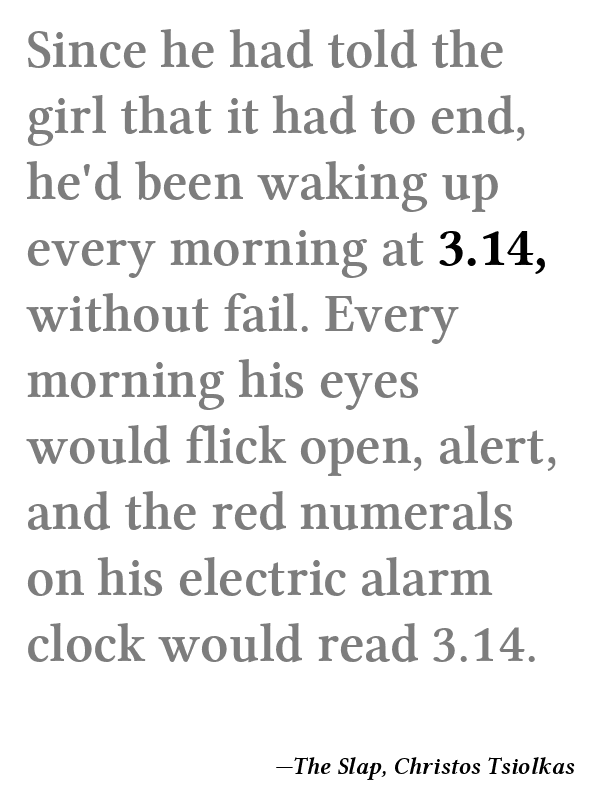 Since he had told the
girl that it had to end,
he'd been waking up
every morning at 3.14,
without fail. Every
morning his eyes
would flick open, alert,
and the red numerals
on his electric alarm
clock would read 3.14.
—The Slap, Christos Tsiolkas